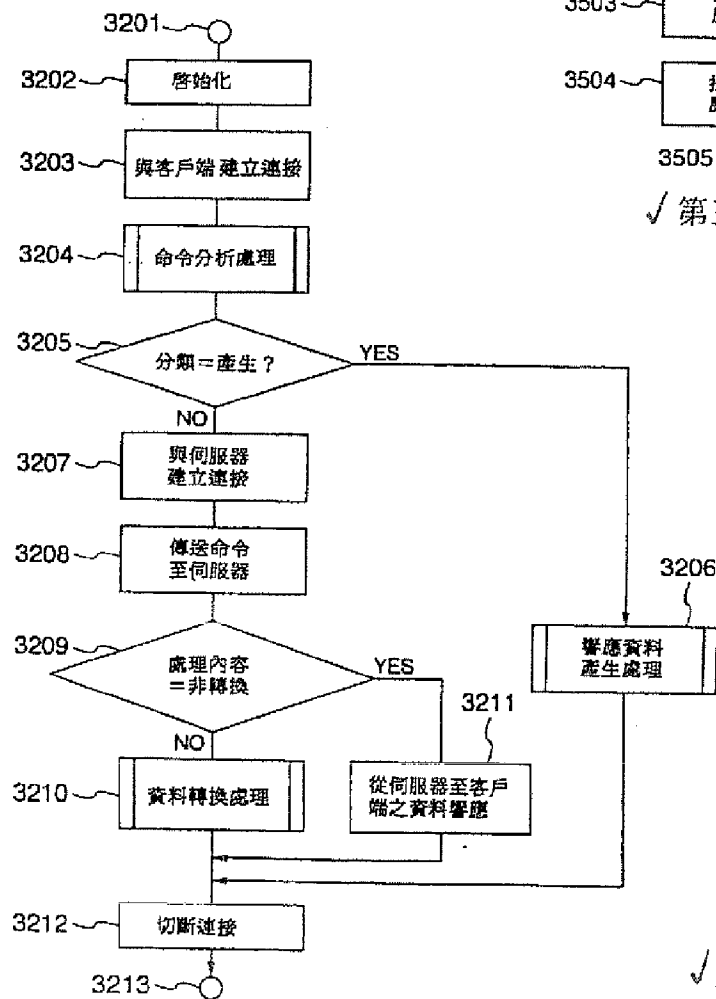 3201
3202
啓始化
3203
與客戶端 建立連接
3204
命令分析處理
3205
分類=產生?
YES
NO
3207
與伺服器
建立連接
3208
傳送命令
至伺服器
3206
響應資料
產生處理
3209
處理內容
=非轉換
YES
NO
3211
從伺服器至客戶
端之資料響應
3210
資料轉換處理
3212
切斷連接
3213
3503
3504
3505
√ 第